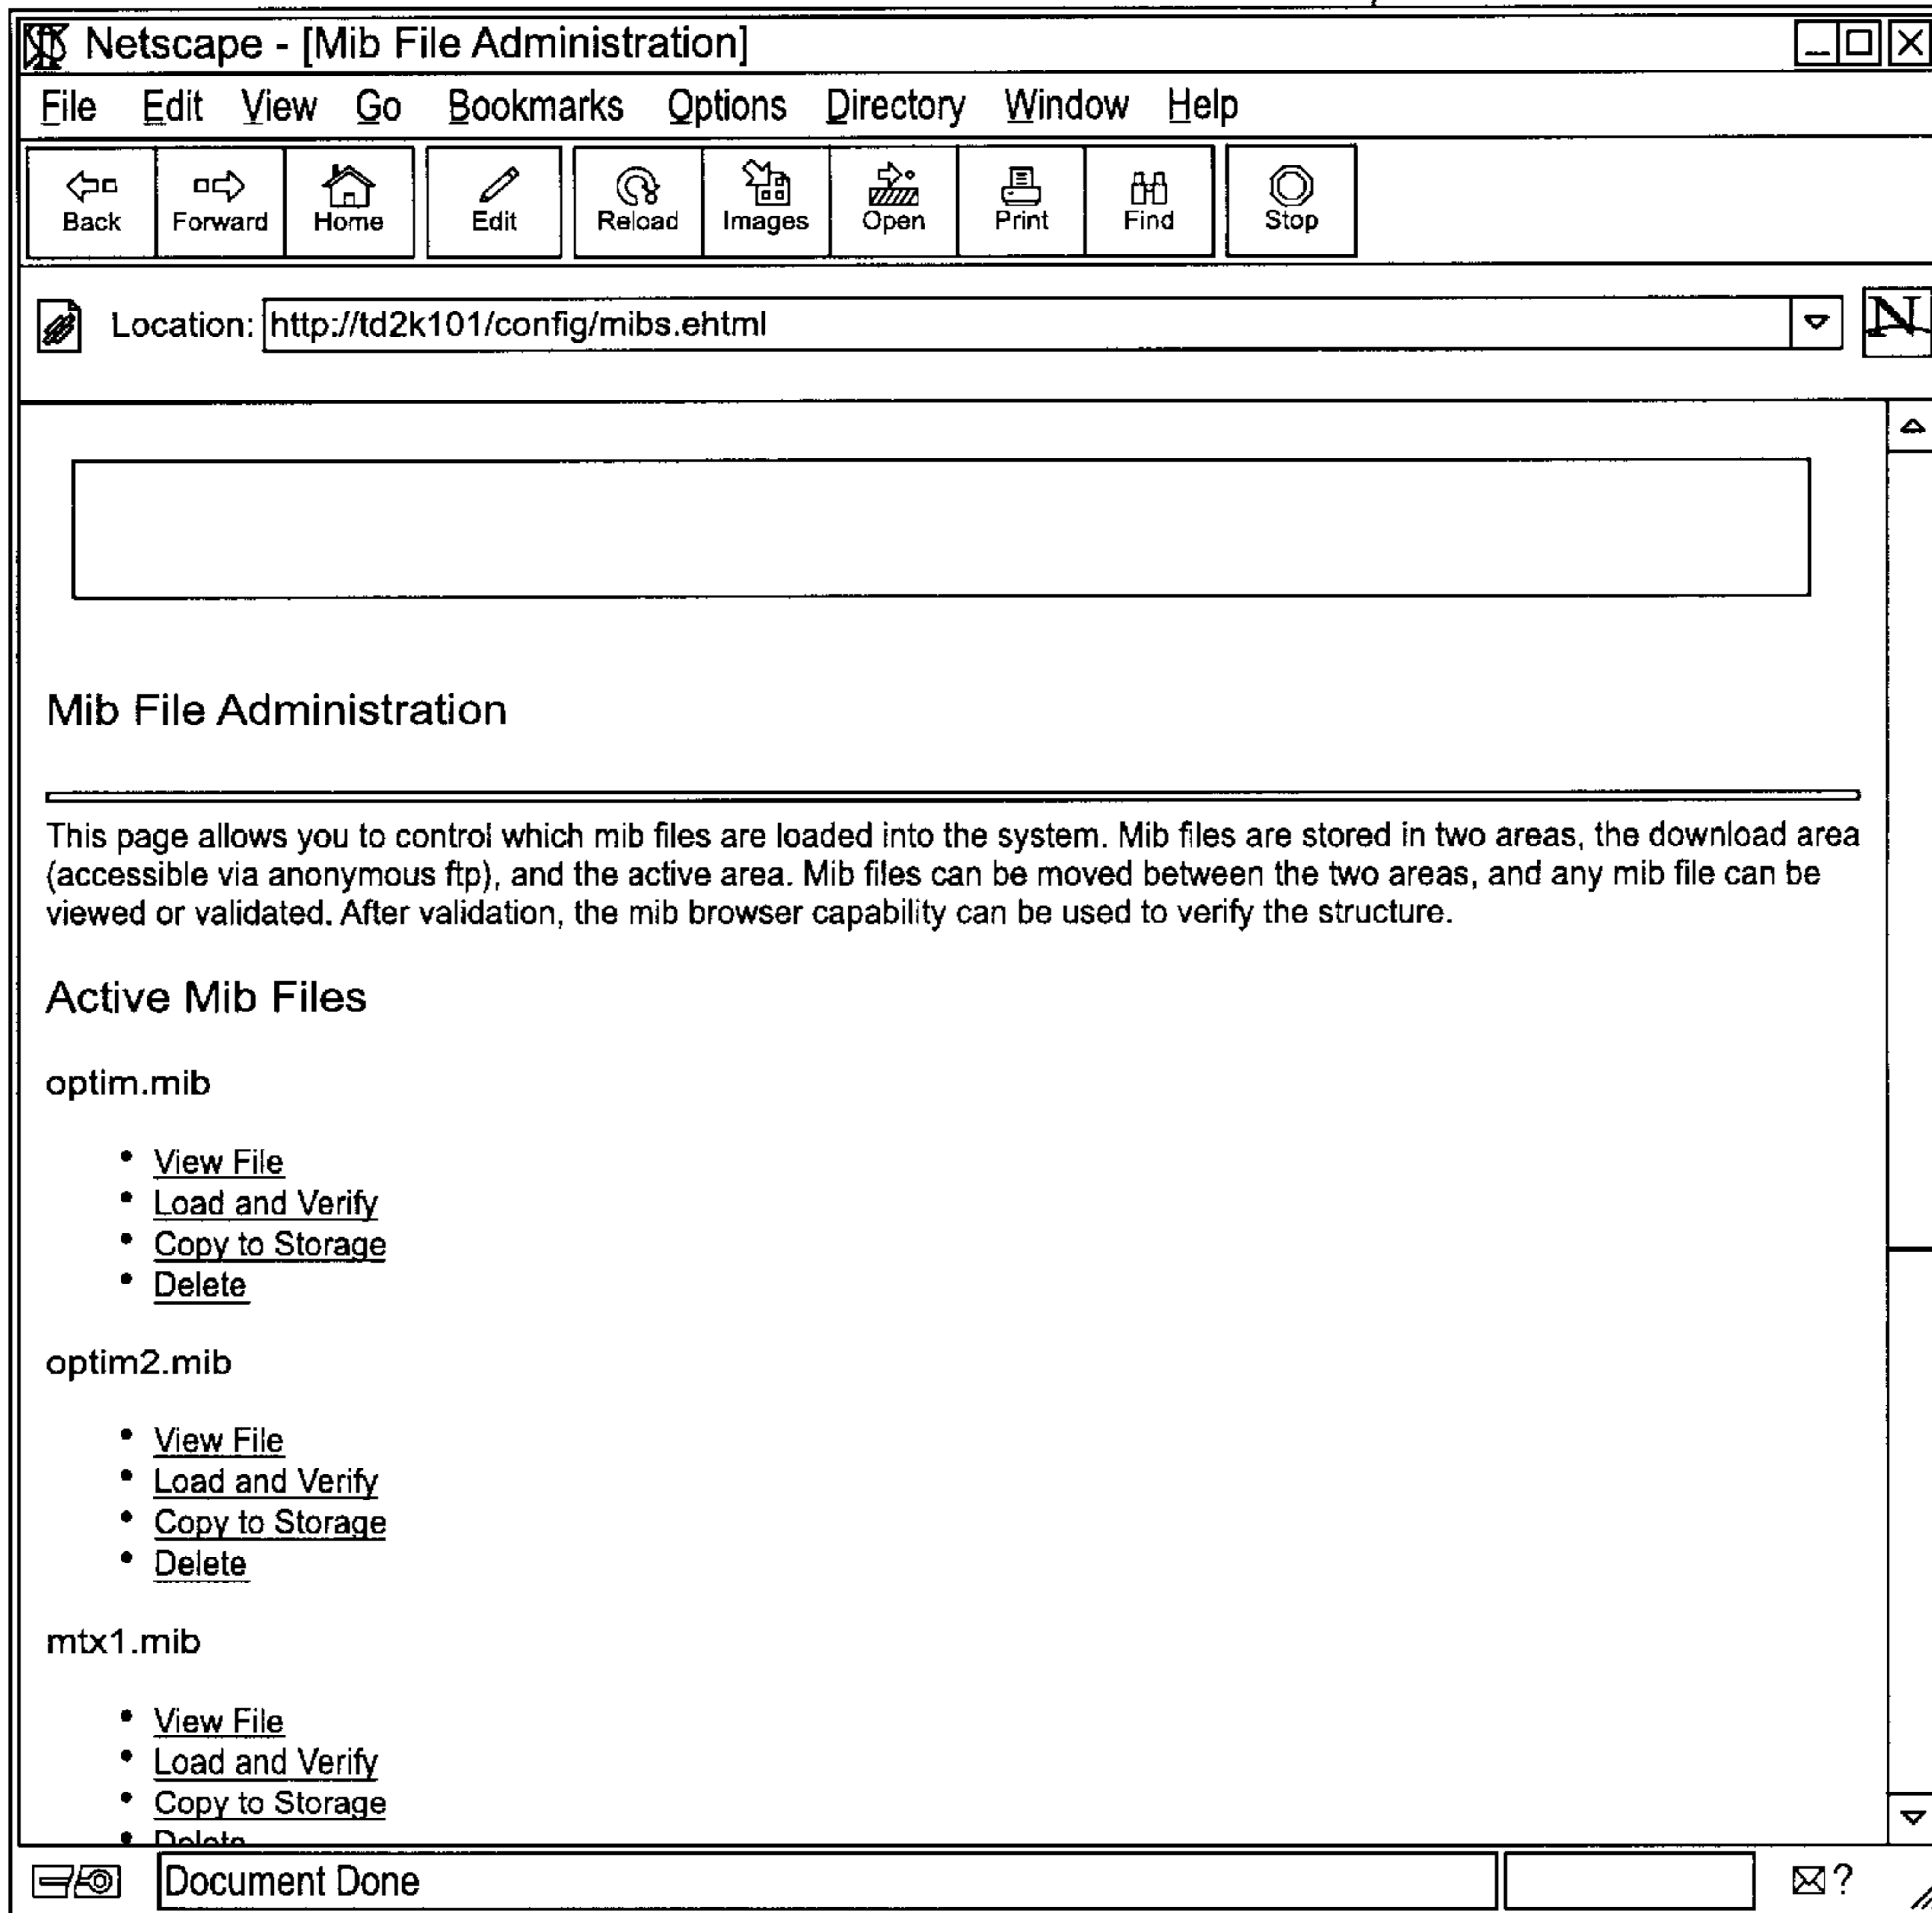 Netscape - [Mib File Administration]
File Edit View Go Bookmarks Options Directory Window Help
Back Forward Home Edit Reload Images Open Print Find Stop
Location: http://td2k101/config/mibs.ehtml
N
Mib File Administration
This page allows you to control which mib files are loaded into the system. Mib files are stored in two areas, the download area
(accessible via anonymous ftp), and the active area. Mib files can be moved between the two areas, and any mib file can be
viewed or validated. After validation, the mib browser capability can be used to verify the structure.
Active Mib Files
optim.mib
• View File
• Load and Verify
• Copy to Storage
• Delete
optim2.mib
• View File
• Load and Verify
• Copy to Storage
• Delete
mtx1.mib
• View File
• Load and Verify
• Copy to Storage
• Delete
Document Done
?